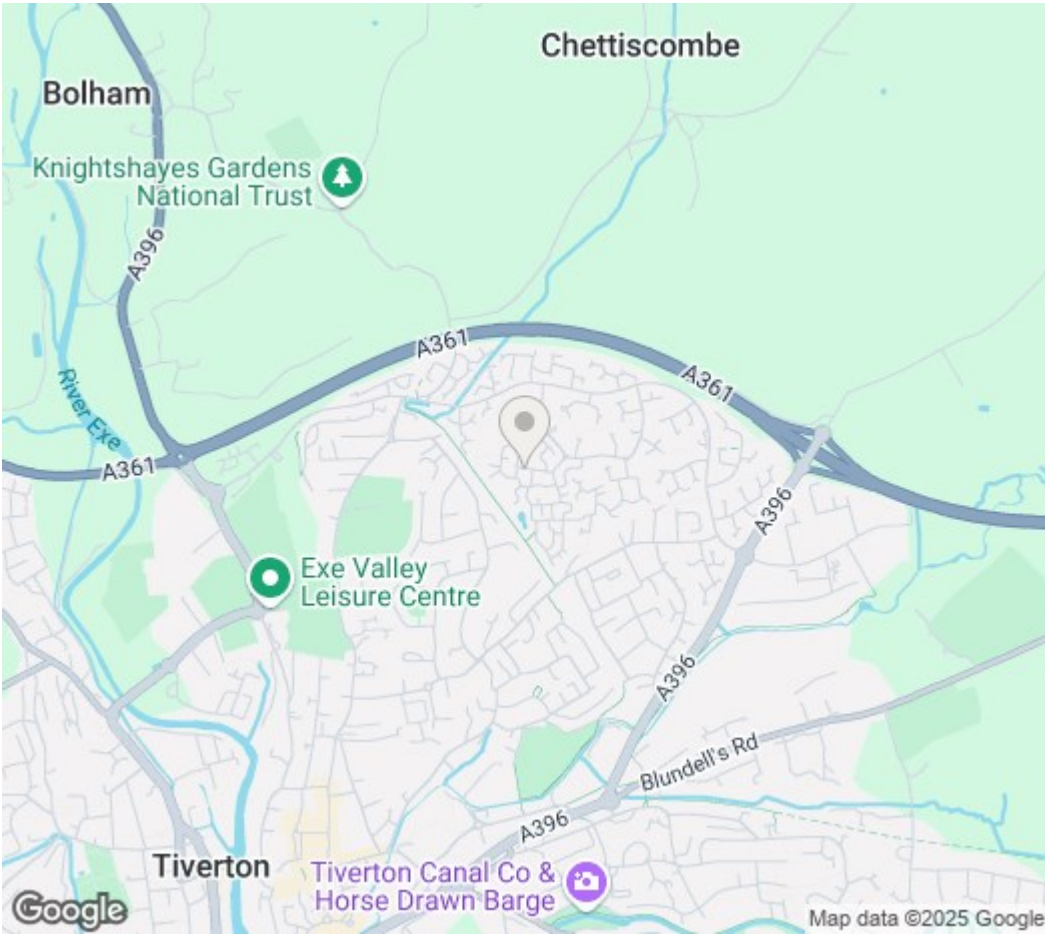 Chettiscombe
Bolham
Knightshayes Gardens
National Trust
A396
A361
A361
River Exe
A361
A396
Exe Valley
Leisure Centre
A396
Blundell's Rd
A396
Tiverton
Tiverton Canal Co &
Horse Drawn Barge
Google
Map data ©2025 Google